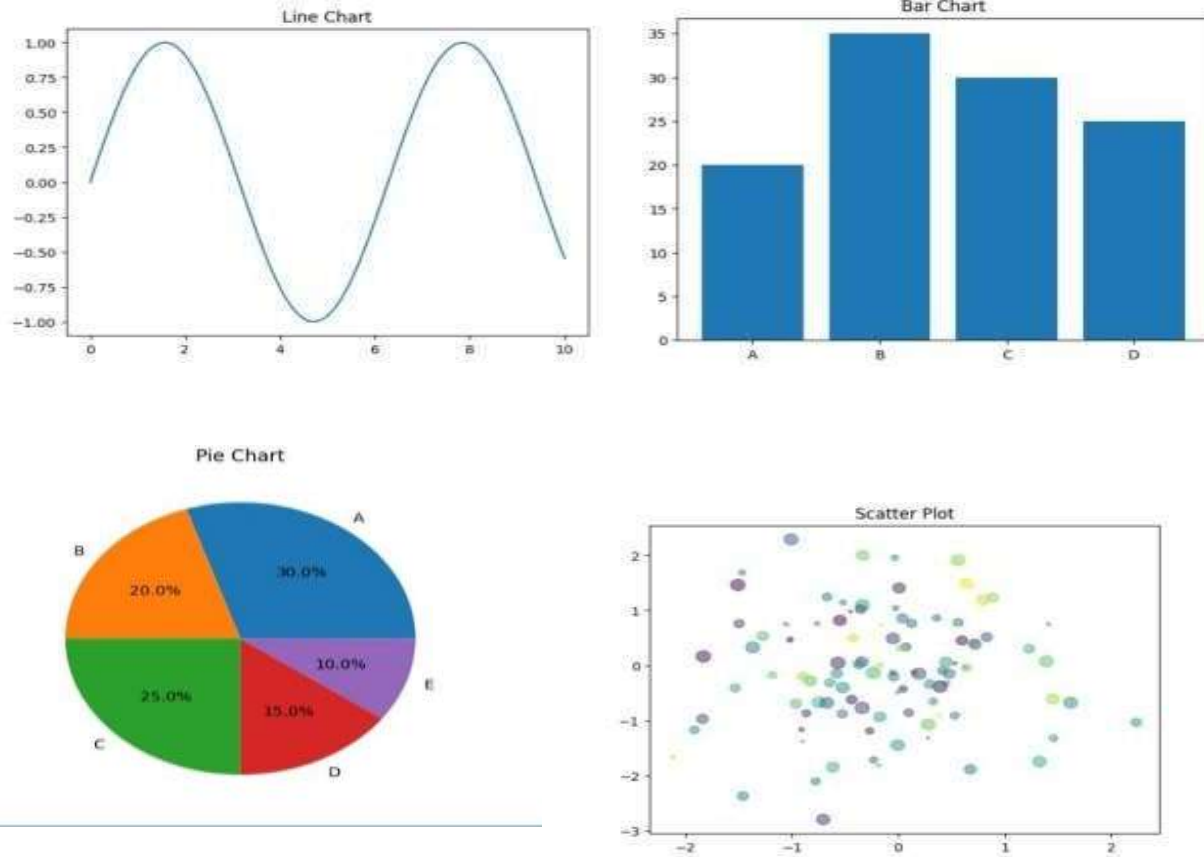 Line Chart
1.00
0.75
0.50
0.25
0.00
−0.25
−0.50
−0.75
−1.00
0 2 4 6 8 10
Bar Chart
35
30
25
20
15
10
5
0
A B C D
Pie Chart
A
B
30.0%
20.0%
10.0%
E
25.0%
15.0%
C
D
Scatter Plot
2
1
0
−1
−2
−3
−2 −1 0 1 2